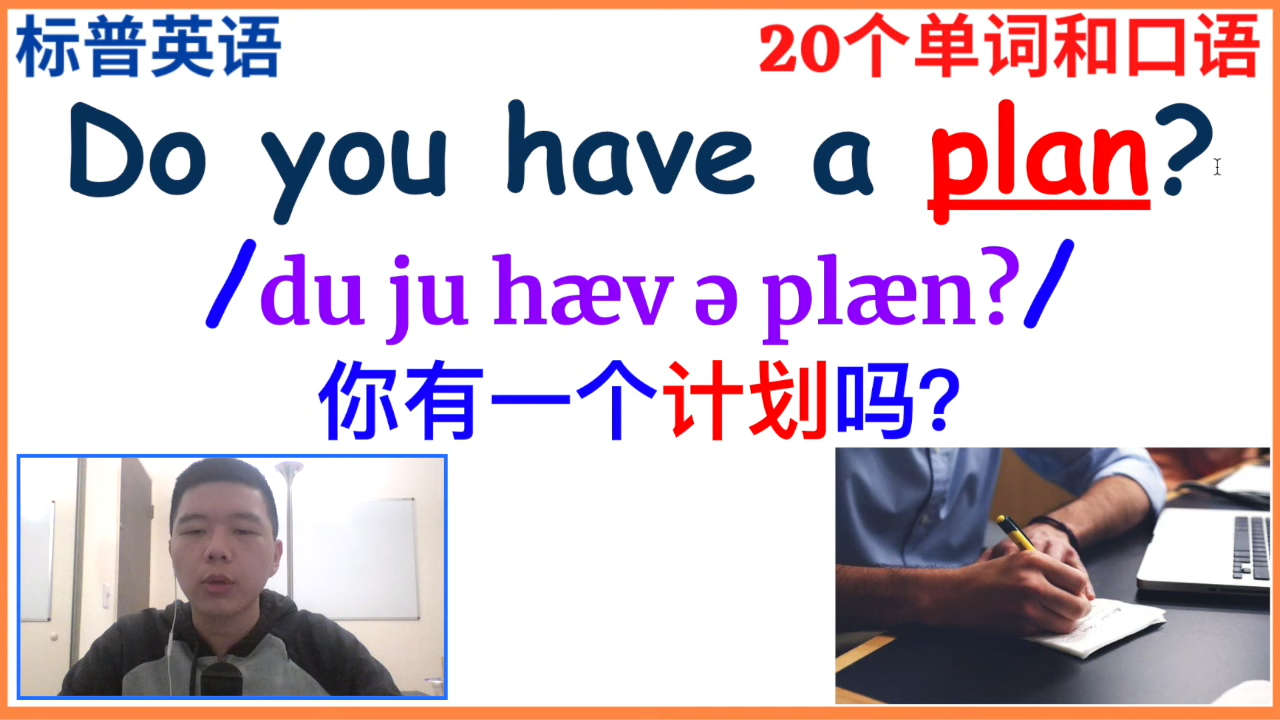 标普英语
20个单词和口语
Do you have a plan?
/du ju hæv ə plæn?/
你有一个计划吗?